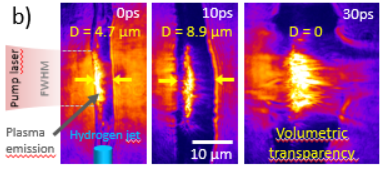 b)
0ps
10ps
30ps
D = 4.7 µm
D = 8.9 µm
D = 0
Pump laser
FWHM
Plasma
emission
Hydrogen jet
10 µm
Volumetric
transparency